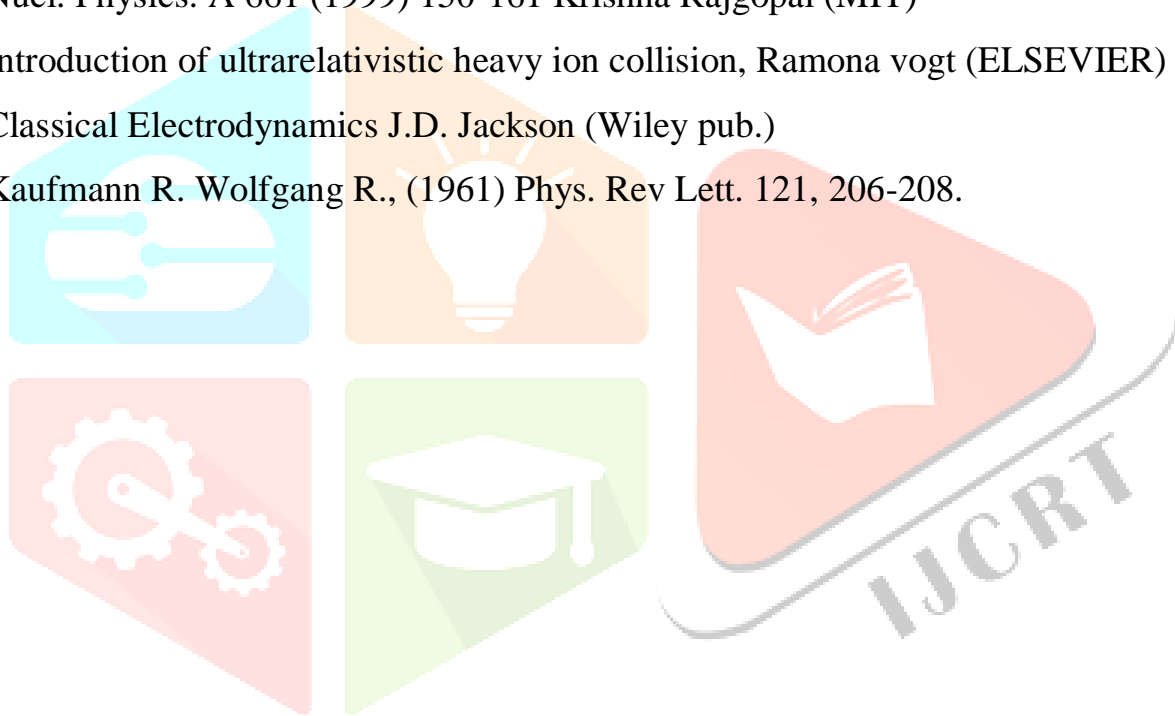 Nucl. Physics. A 661 (1999) 150-161 Krishna Rajgopal (MIT)
ntroduction of ultrarelativistic heavy ion collision, Ramona vogt (ELSEVIER)
Classical Electrodynamics J.D. Jackson (Wiley pub.)
Kaufmann R. Wolfgang R., (1961) Phys. Rev Lett. 121, 206-208.
IJCRT